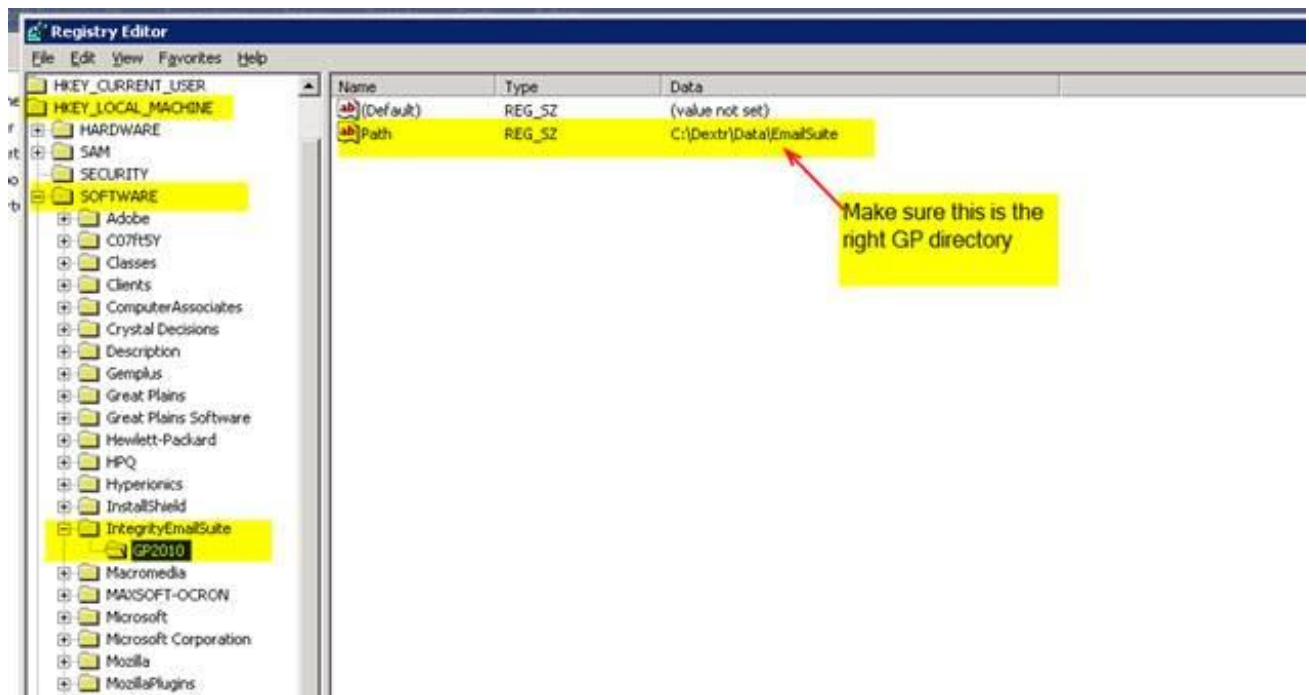 Registry Editor
File Edit View Favorites Help
HKEY_CURRENT_USER
HKEY_LOCAL_MACHINE
HARDWARE
SAM
SECURITY
SOFTWARE
Adobe
C07ft5Y
Classes
Clients
ComputerAssociates
Crystal Decisions
Description
Gemplus
Great Plains
Great Plains Software
Hewlett-Packard
HPQ
Hyperionics
InstallShield
IntegrityEmailSuite
GP2010
Macromedia
MAXSOFT-OCRON
Microsoft
Microsoft Corporation
Mozilla
MozillaPlugins
Name Type Data
(Default) REG_SZ (value not set)
Path REG_SZ C:\Dextr\Data\EmailSuite
Make sure this is the
right GP directory